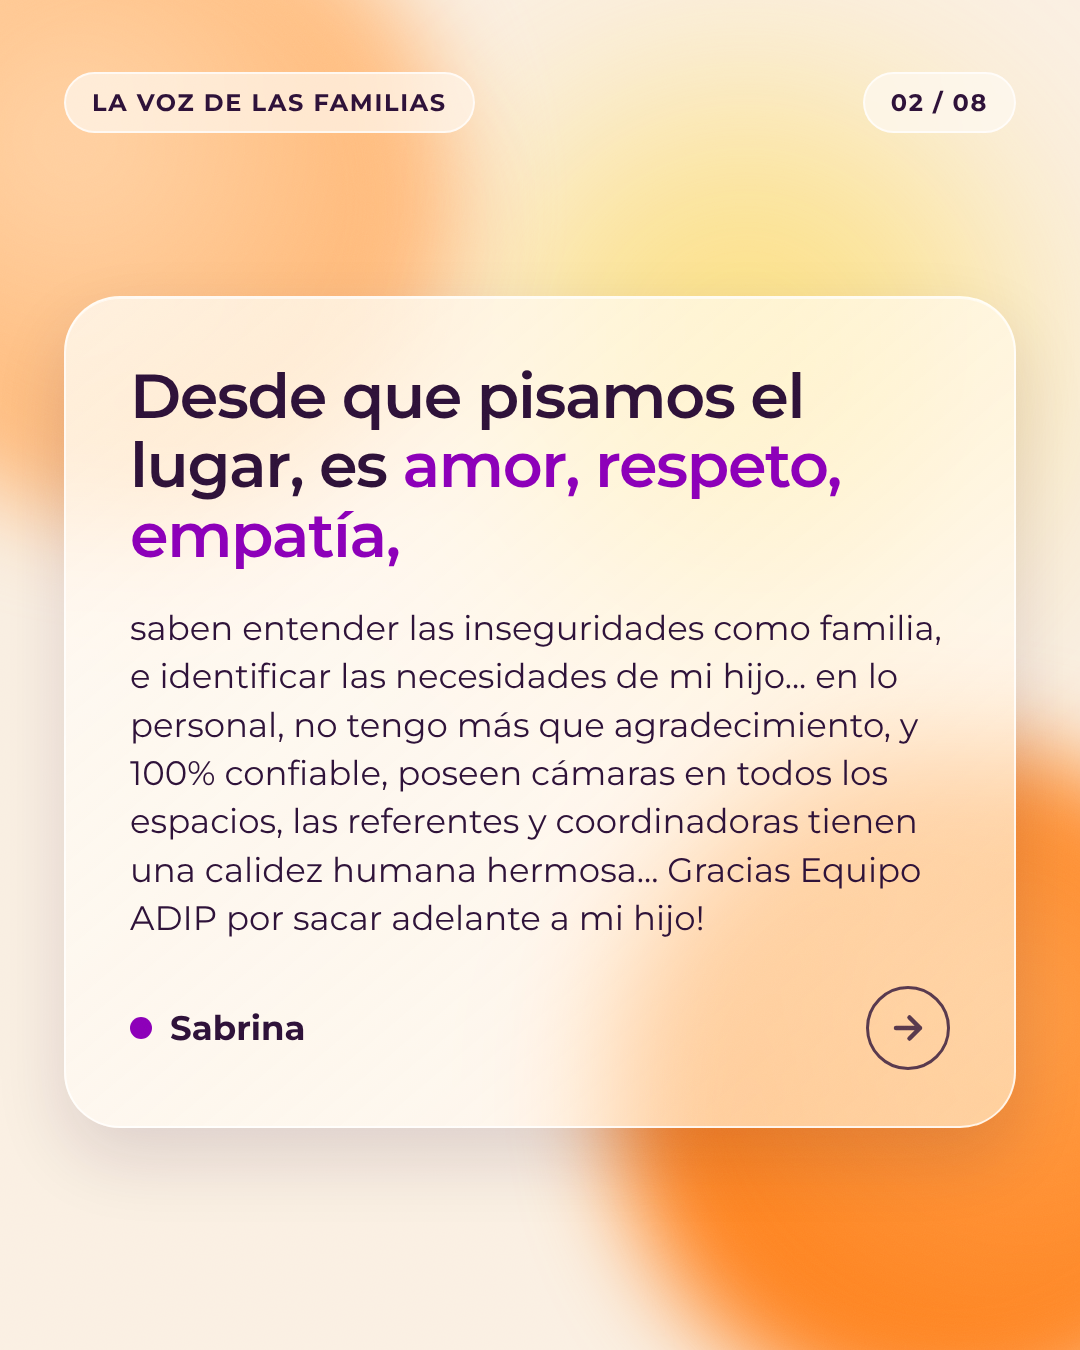 LA VOZ DE LAS FAMILIAS
02 / 08
Desde que pisamos el
lugar, es amor, respeto,
empatía,
saben entender las inseguridades como familia,
e identificar las necesidades de mi hijo... en lo
personal, no tengo más que agradecimiento, y
100% confiable, poseen cámaras en todos los
espacios, las referentes y coordinadoras tienen
una calidez humana hermosa... Gracias Equipo
ADIP por sacar adelante a mi hijo!
Sabrina